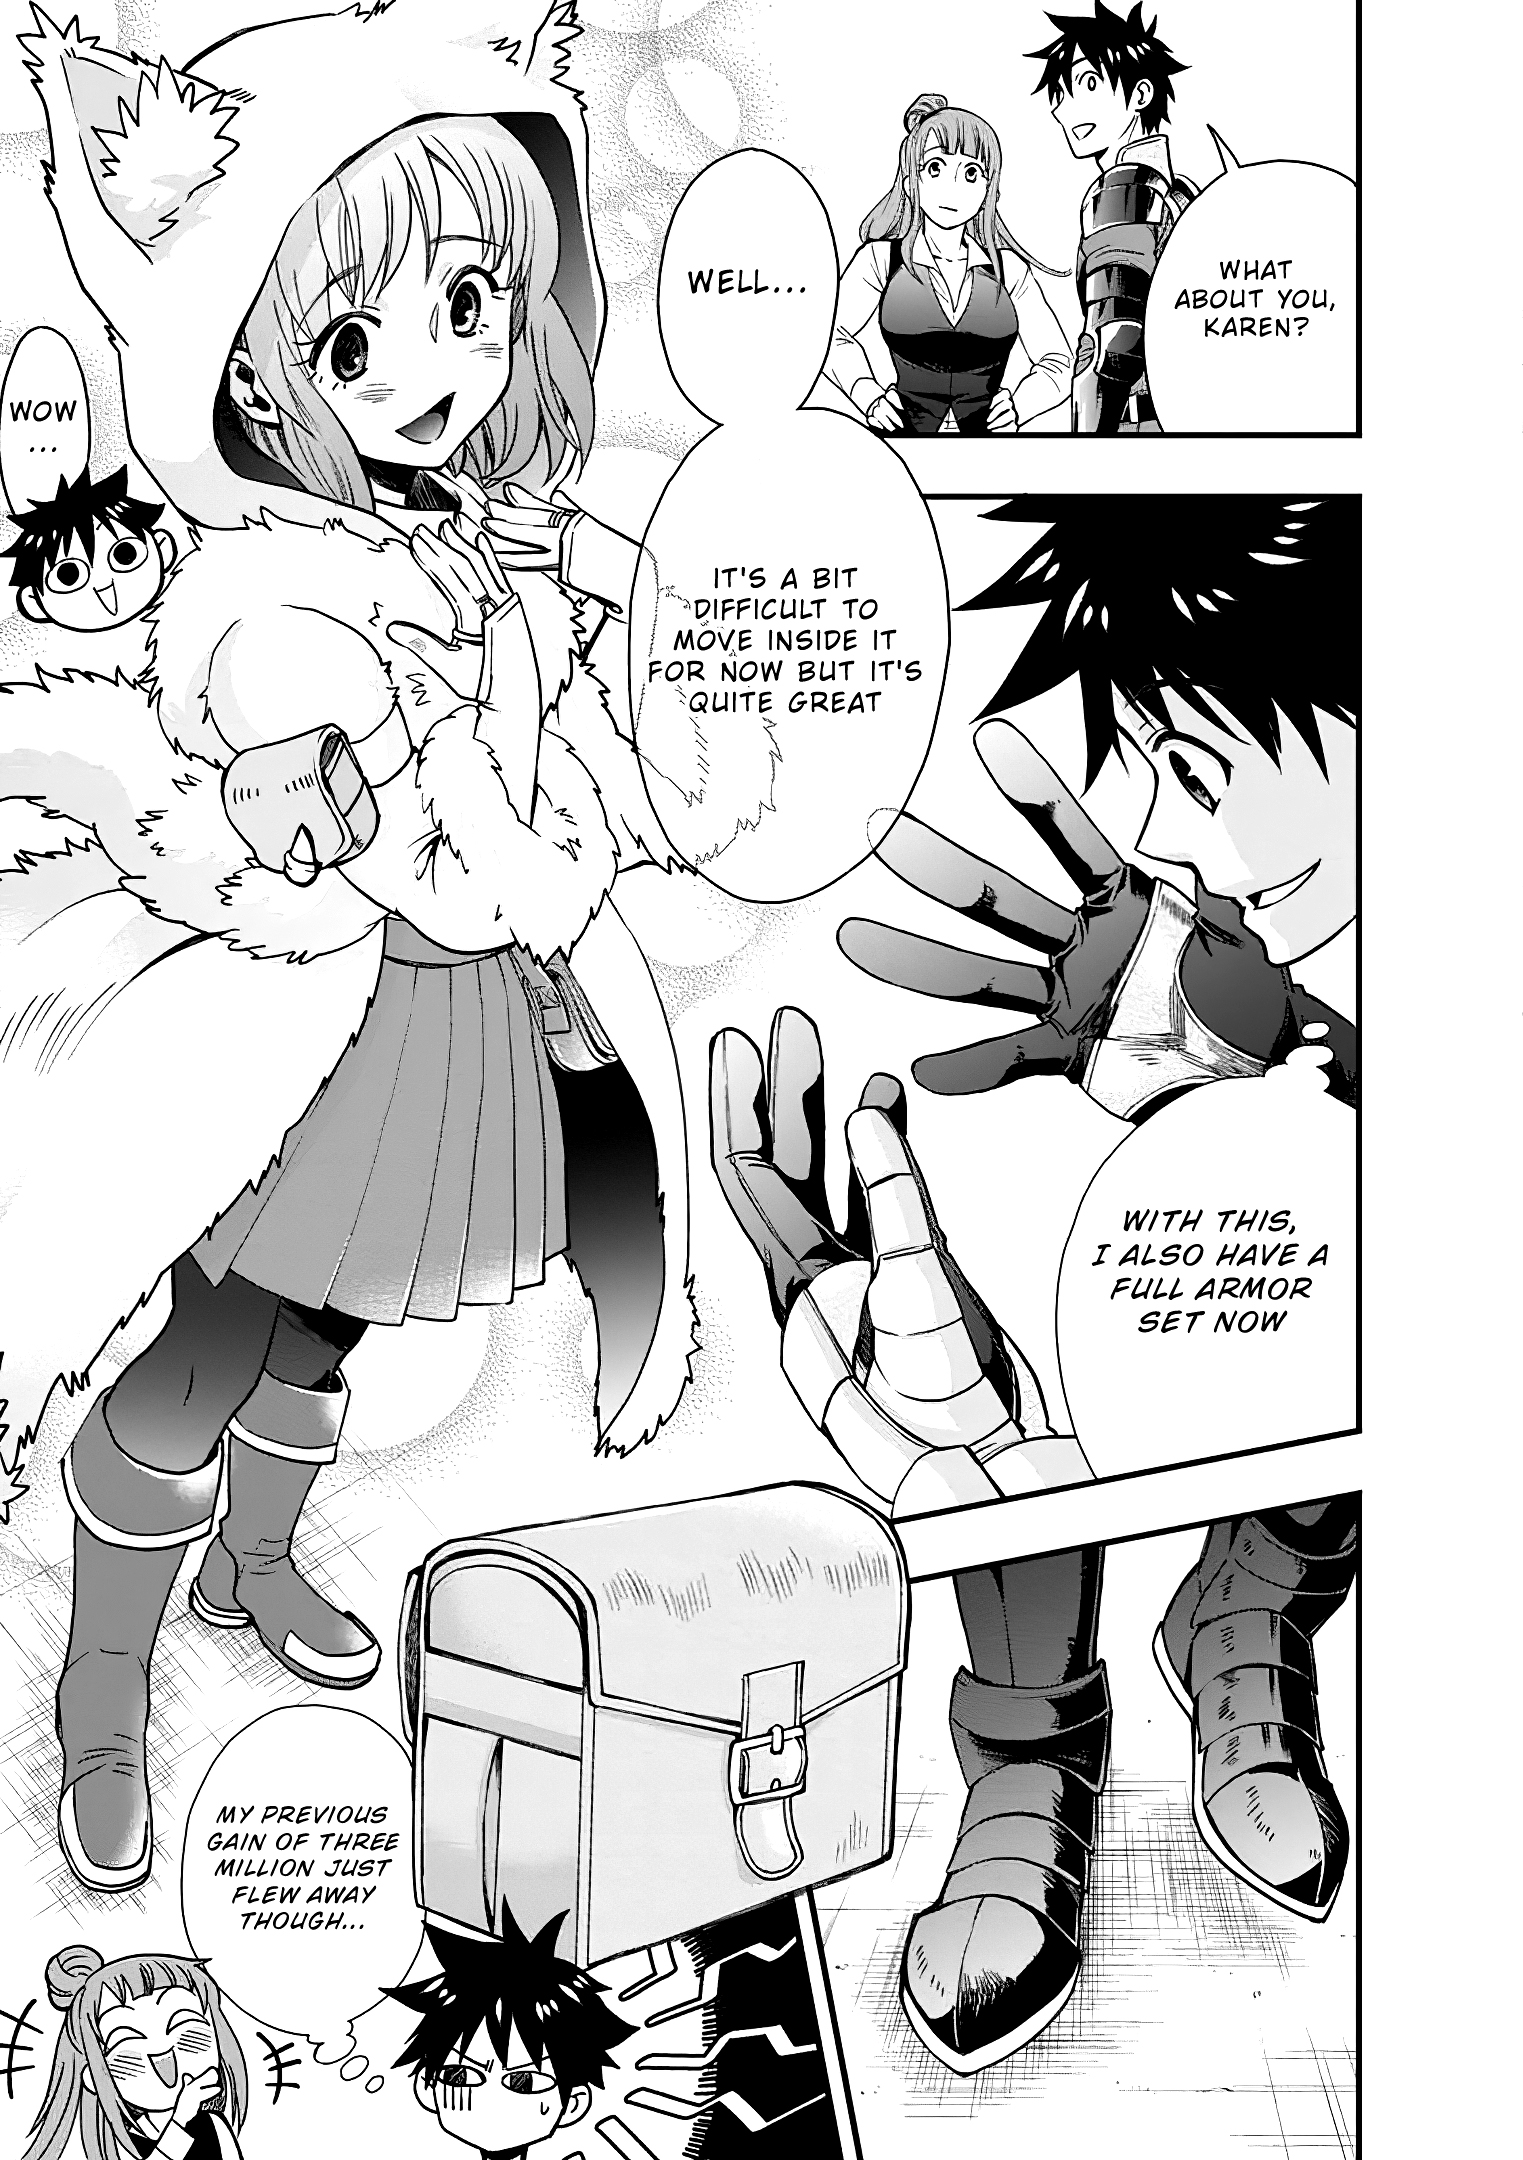 WHAT
ABOUT YOU,
KAREN?
WITH THIS,
I ALSO HAVE A
FULL ARMOR
SET NOW
WELL...
IT'S A BIT
DIFFICULT TO
MOVE INSIDE IT
FOR NOW BUT IT'S
QUITE GREAT
WOW
...
MY PREVIOUS
GAIN OF THREE
MILLION JUST
FLEW AWAY
THOUGH...